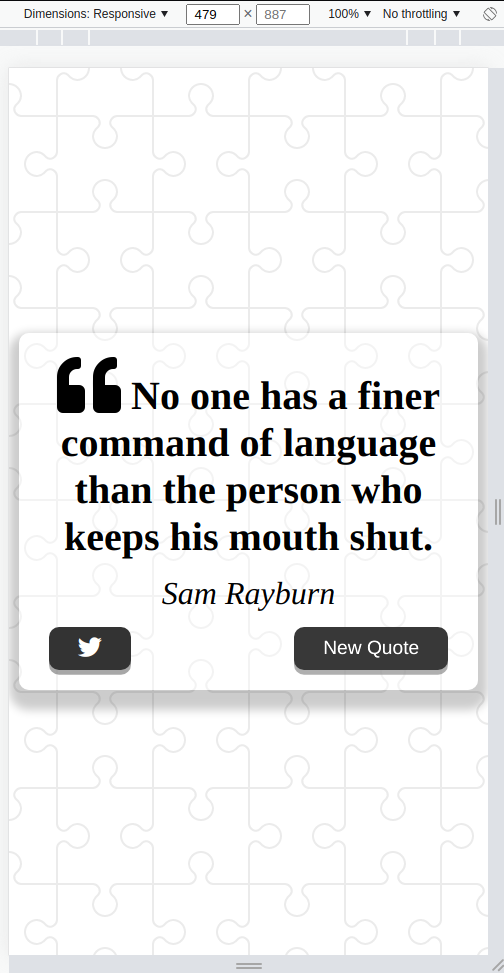 Dimensions: Responsive 479 × 887 100% No throttling
No one has a finer
command of language
than the person who
keeps his mouth shut.
Sam Rayburn
New Quote